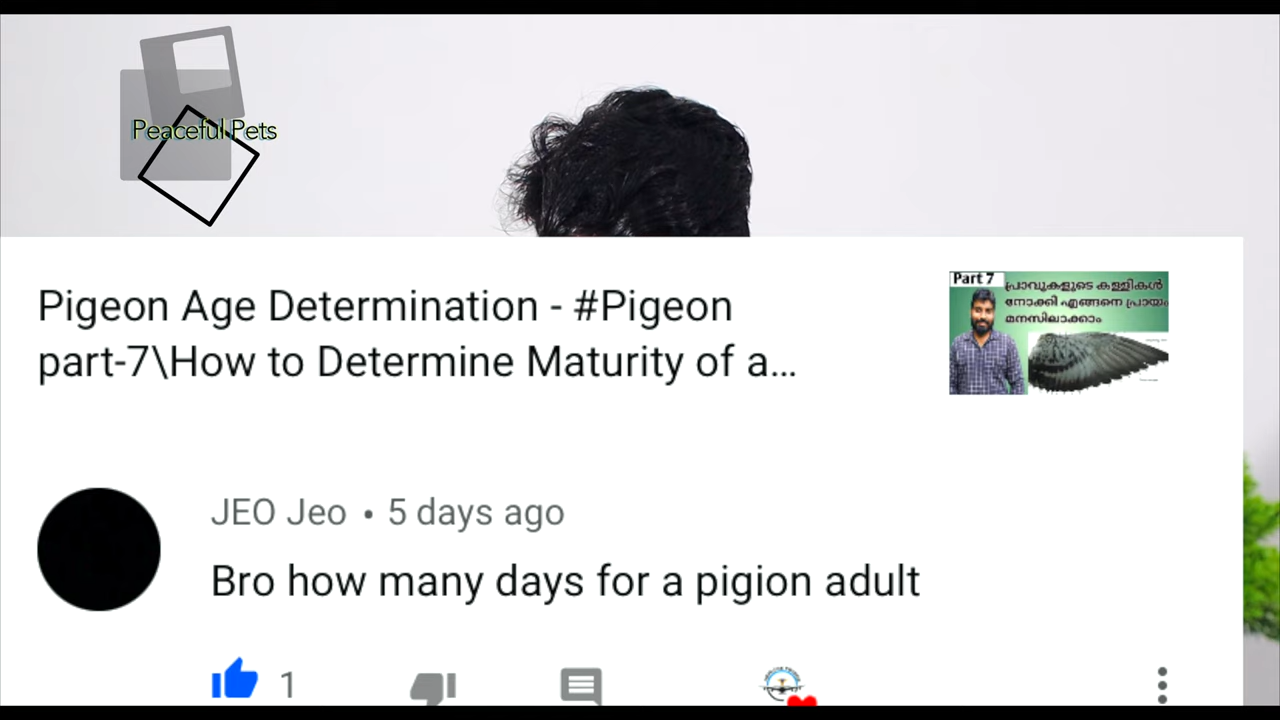 Peaceful Pets
Pigeon Age Determination - #Pigeon
part-7\How to Determine Maturity of a...
Part 7
പ്രാവുകളുടെ കള്ളികൾ
നോക്കി എങ്ങനെ പ്രായം
മനസിലാക്കാം
JEO Jeo • 5 days ago
Bro how many days for a pigion adult
1